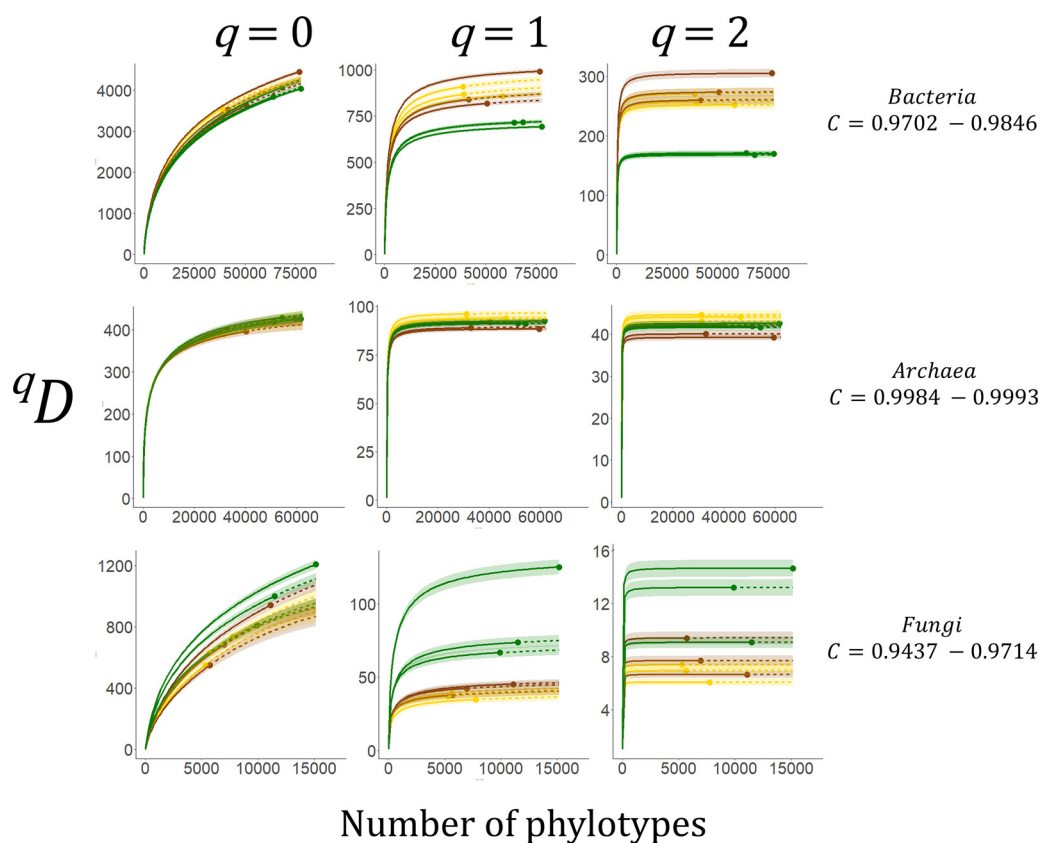 q = 0 q = 1 q = 2
4000
3000
2000
1000
0
0 25000 50000 75000
1000
750
500
250
0
0 25000 50000 75000
300
200
100
0
0 25000 50000 75000
Bacteria
C = 0.9702 − 0.9846
qD
400
300
200
100
0
0 20000 40000 60000
100
75
50
25
0
0 20000 40000 60000
40
30
20
10
0
0 20000 40000 60000
Archaea
C = 0.9984 − 0.9993
1200
800
400
0
0 5000 10000 15000
100
50
0
0 5000 10000 15000
16
12
8
4
0 5000 10000 15000
Fungi
C = 0.9437 − 0.9714
Number of phylotypes